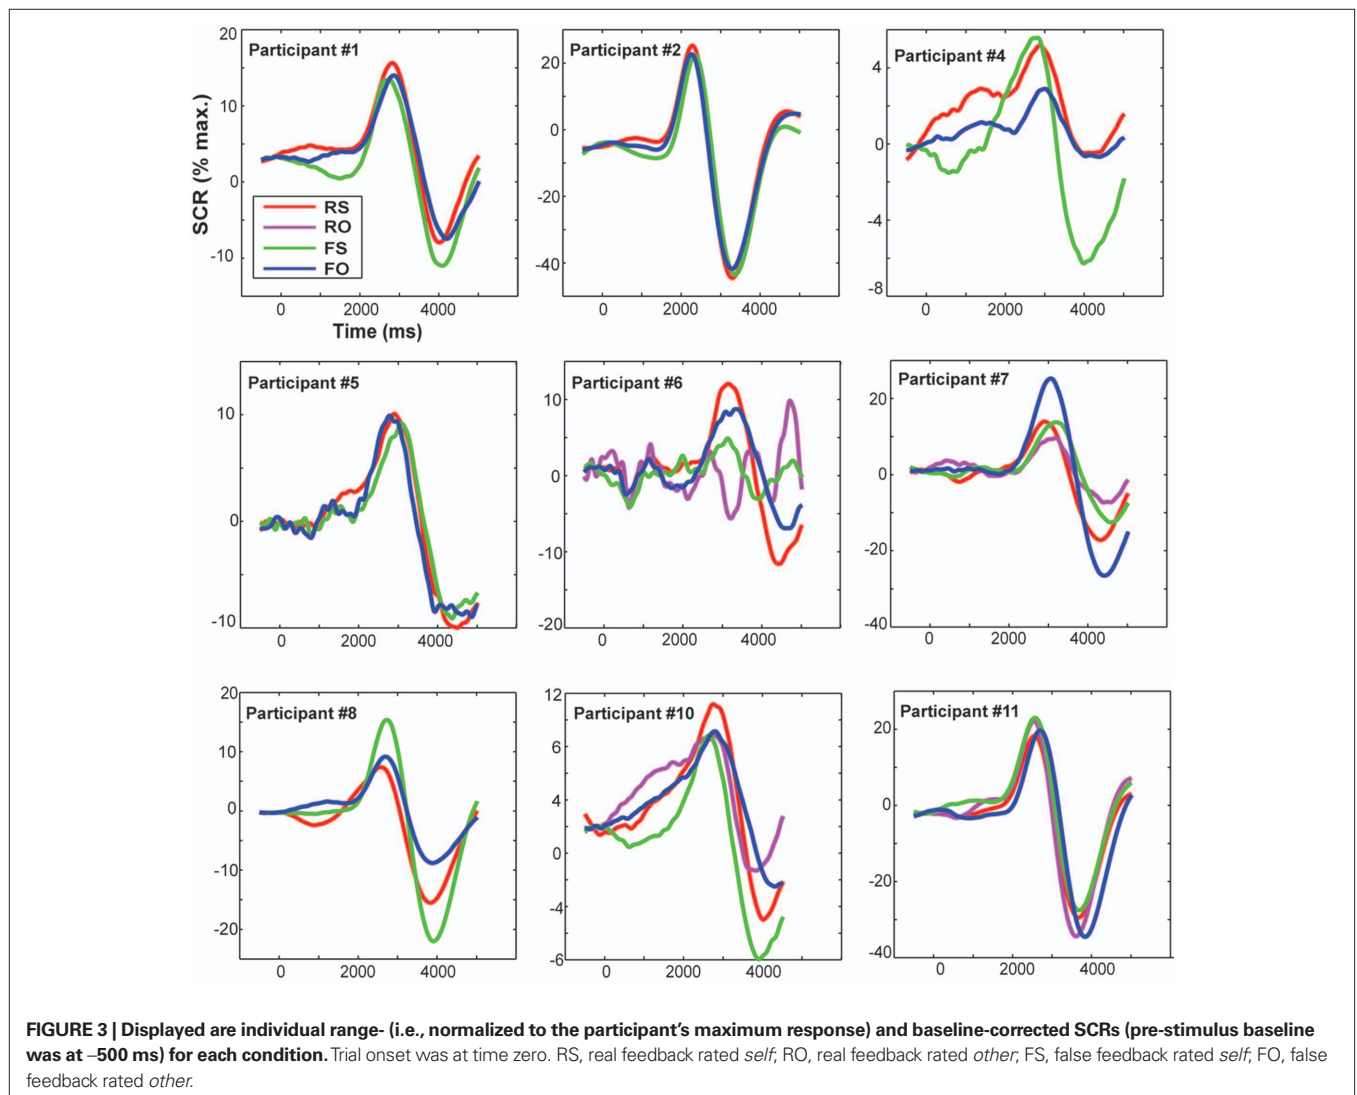 20
10
0
-10
SCR (% max.)
Participant #1
RS
RO
FS
FO
0 2000 4000
Time (ms)
Participant #2
20
0
-20
-40
0 2000 4000
Participant #4
4
0
-4
-8
0 2000 4000
Participant #5
10
0
-10
0 2000 4000
Participant #6
10
0
-10
-20
0 2000 4000
Participant #7
20
0
-20
-40
0 2000 4000
Participant #8
20
10
0
-10
-20
0 2000 4000
Participant #10
12
6
4
0
-4
-6
0 2000 4000
Participant #11
20
0
-20
-40
0 2000 4000
FIGURE 3 | Displayed are individual range- (i.e., normalized to the participant's maximum response) and baseline-corrected SCRs (pre-stimulus baseline
was at –500 ms) for each condition. Trial onset was at time zero. RS, real feedback rated self; RO, real feedback rated other; FS, false feedback rated self; FO, false
feedback rated other.